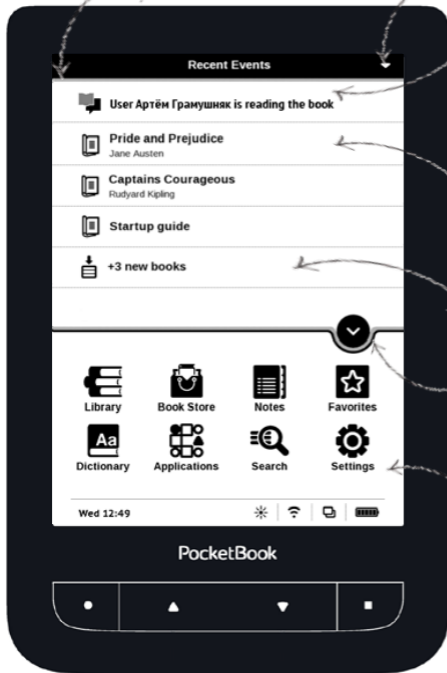 Recent Events
User Артём Грамушняк is reading the book
Pride and Prejudice
Jane Austen
Captains Courageous
Rudyard Kipling
Startup guide
+3 new books
Library Book Store Notes Favorites
Aa
Dictionary Applications Search Settings
Wed 12:49
PocketBook